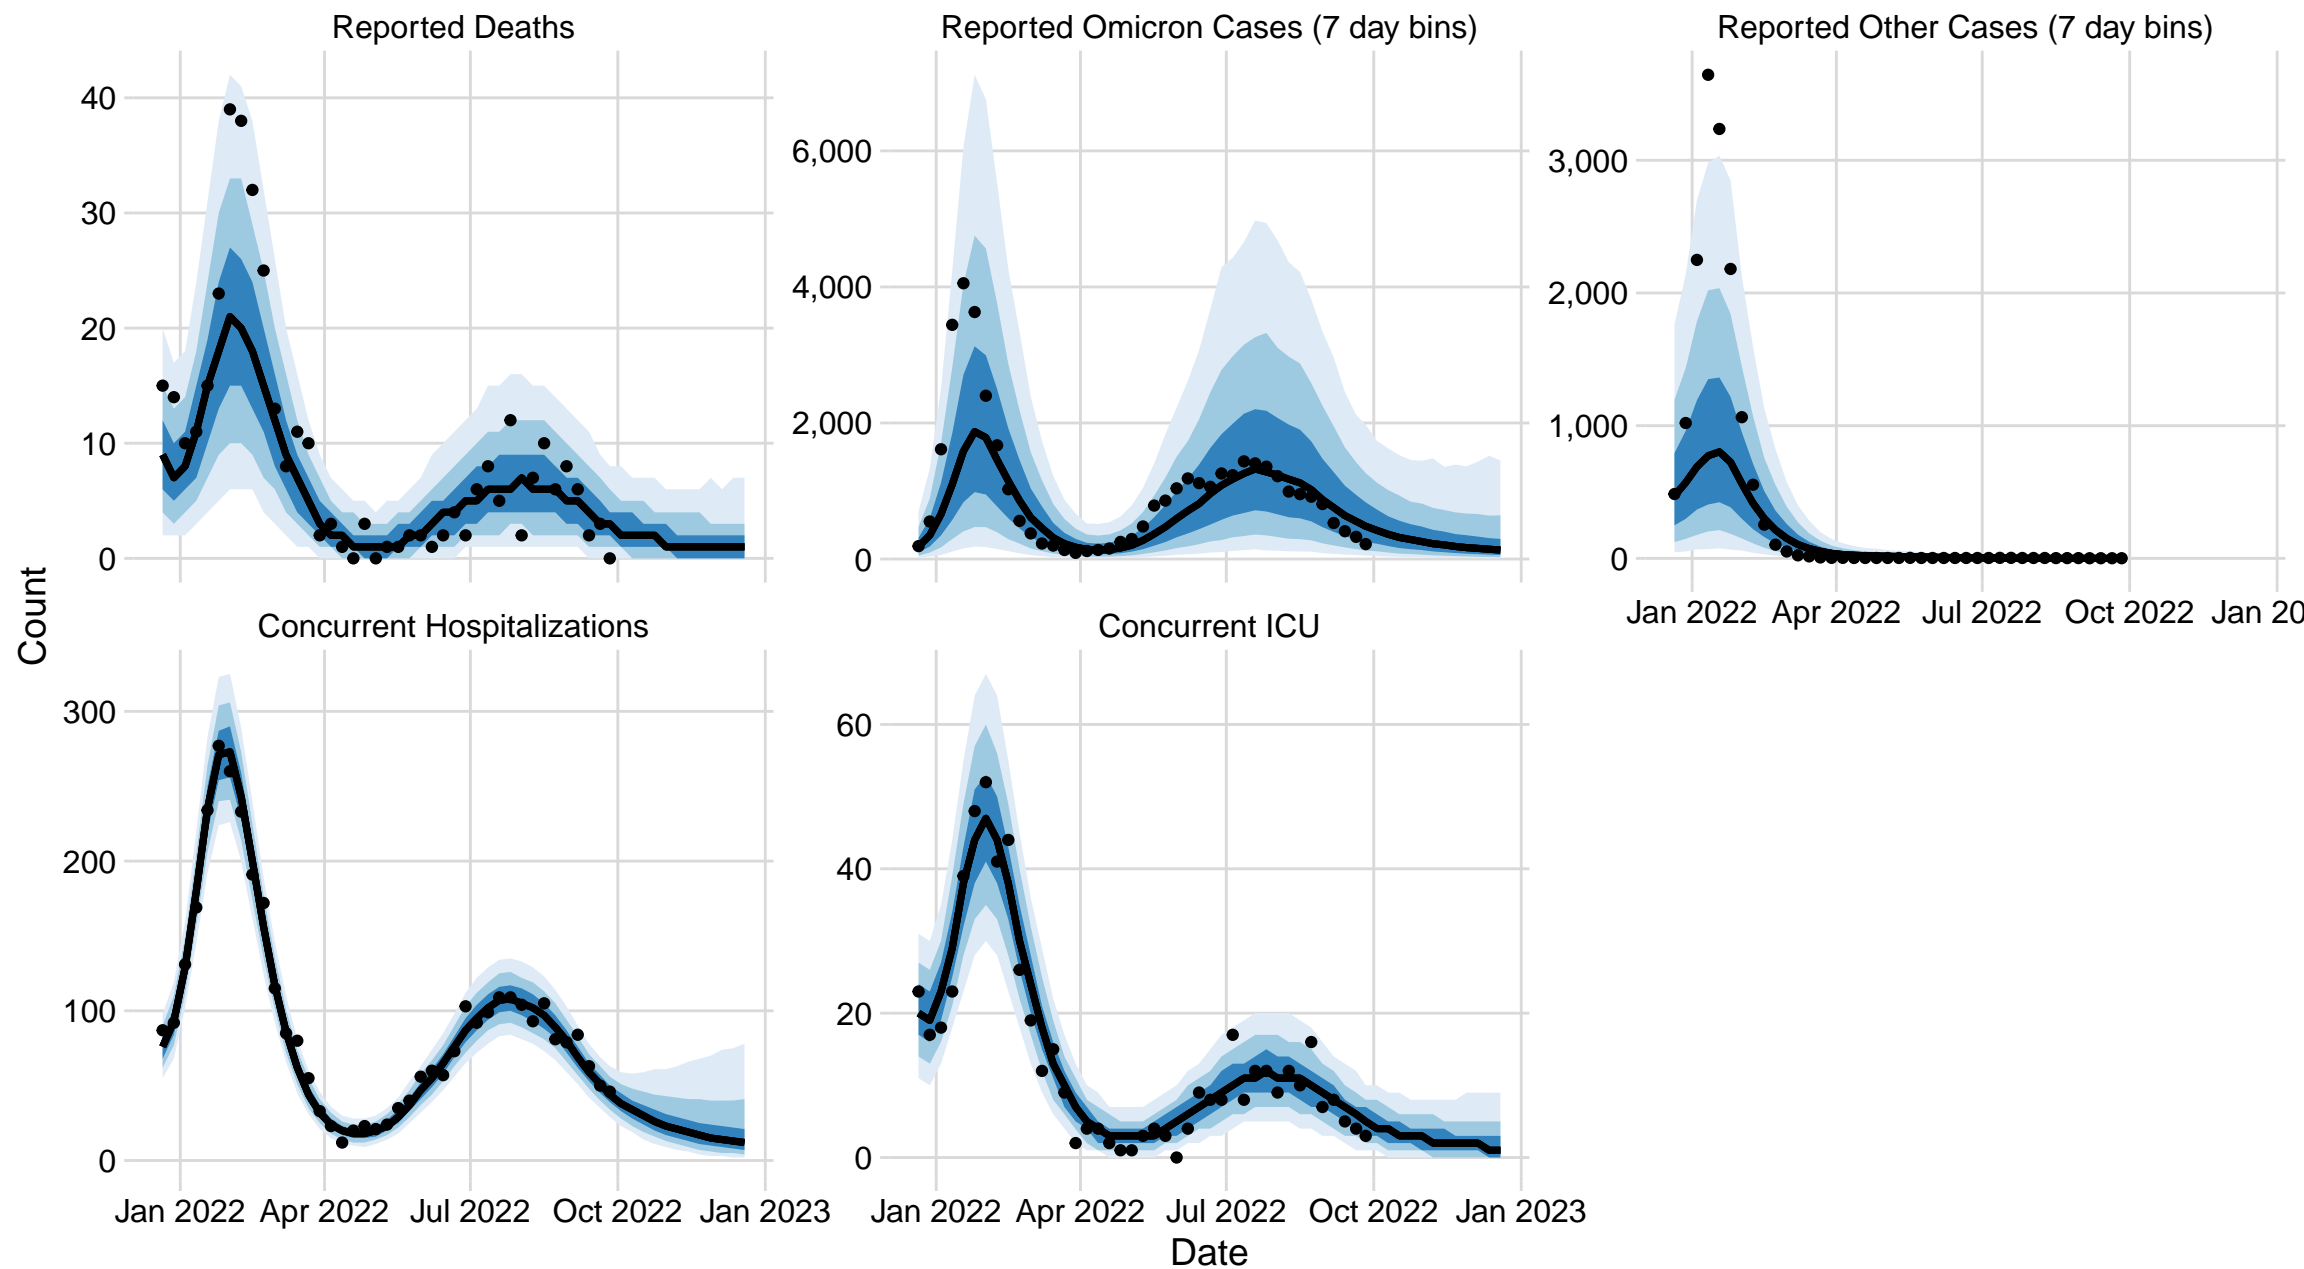 Reported Deaths
Reported Omicron Cases (7 day bins)
Reported Other Cases (7 day bins)
40
30
20
10
0
6,000
4,000
2,000
0
3,000
2,000
1,000
0
Jan 2022 Apr 2022 Jul 2022 Oct 2022 Jan 20
Count
Concurrent Hospitalizations
Concurrent ICU
300
200
100
0
60
40
20
0
Jan 2022 Apr 2022 Jul 2022 Oct 2022 Jan 2023
Jan 2022 Apr 2022 Jul 2022 Oct 2022 Jan 2023
Date